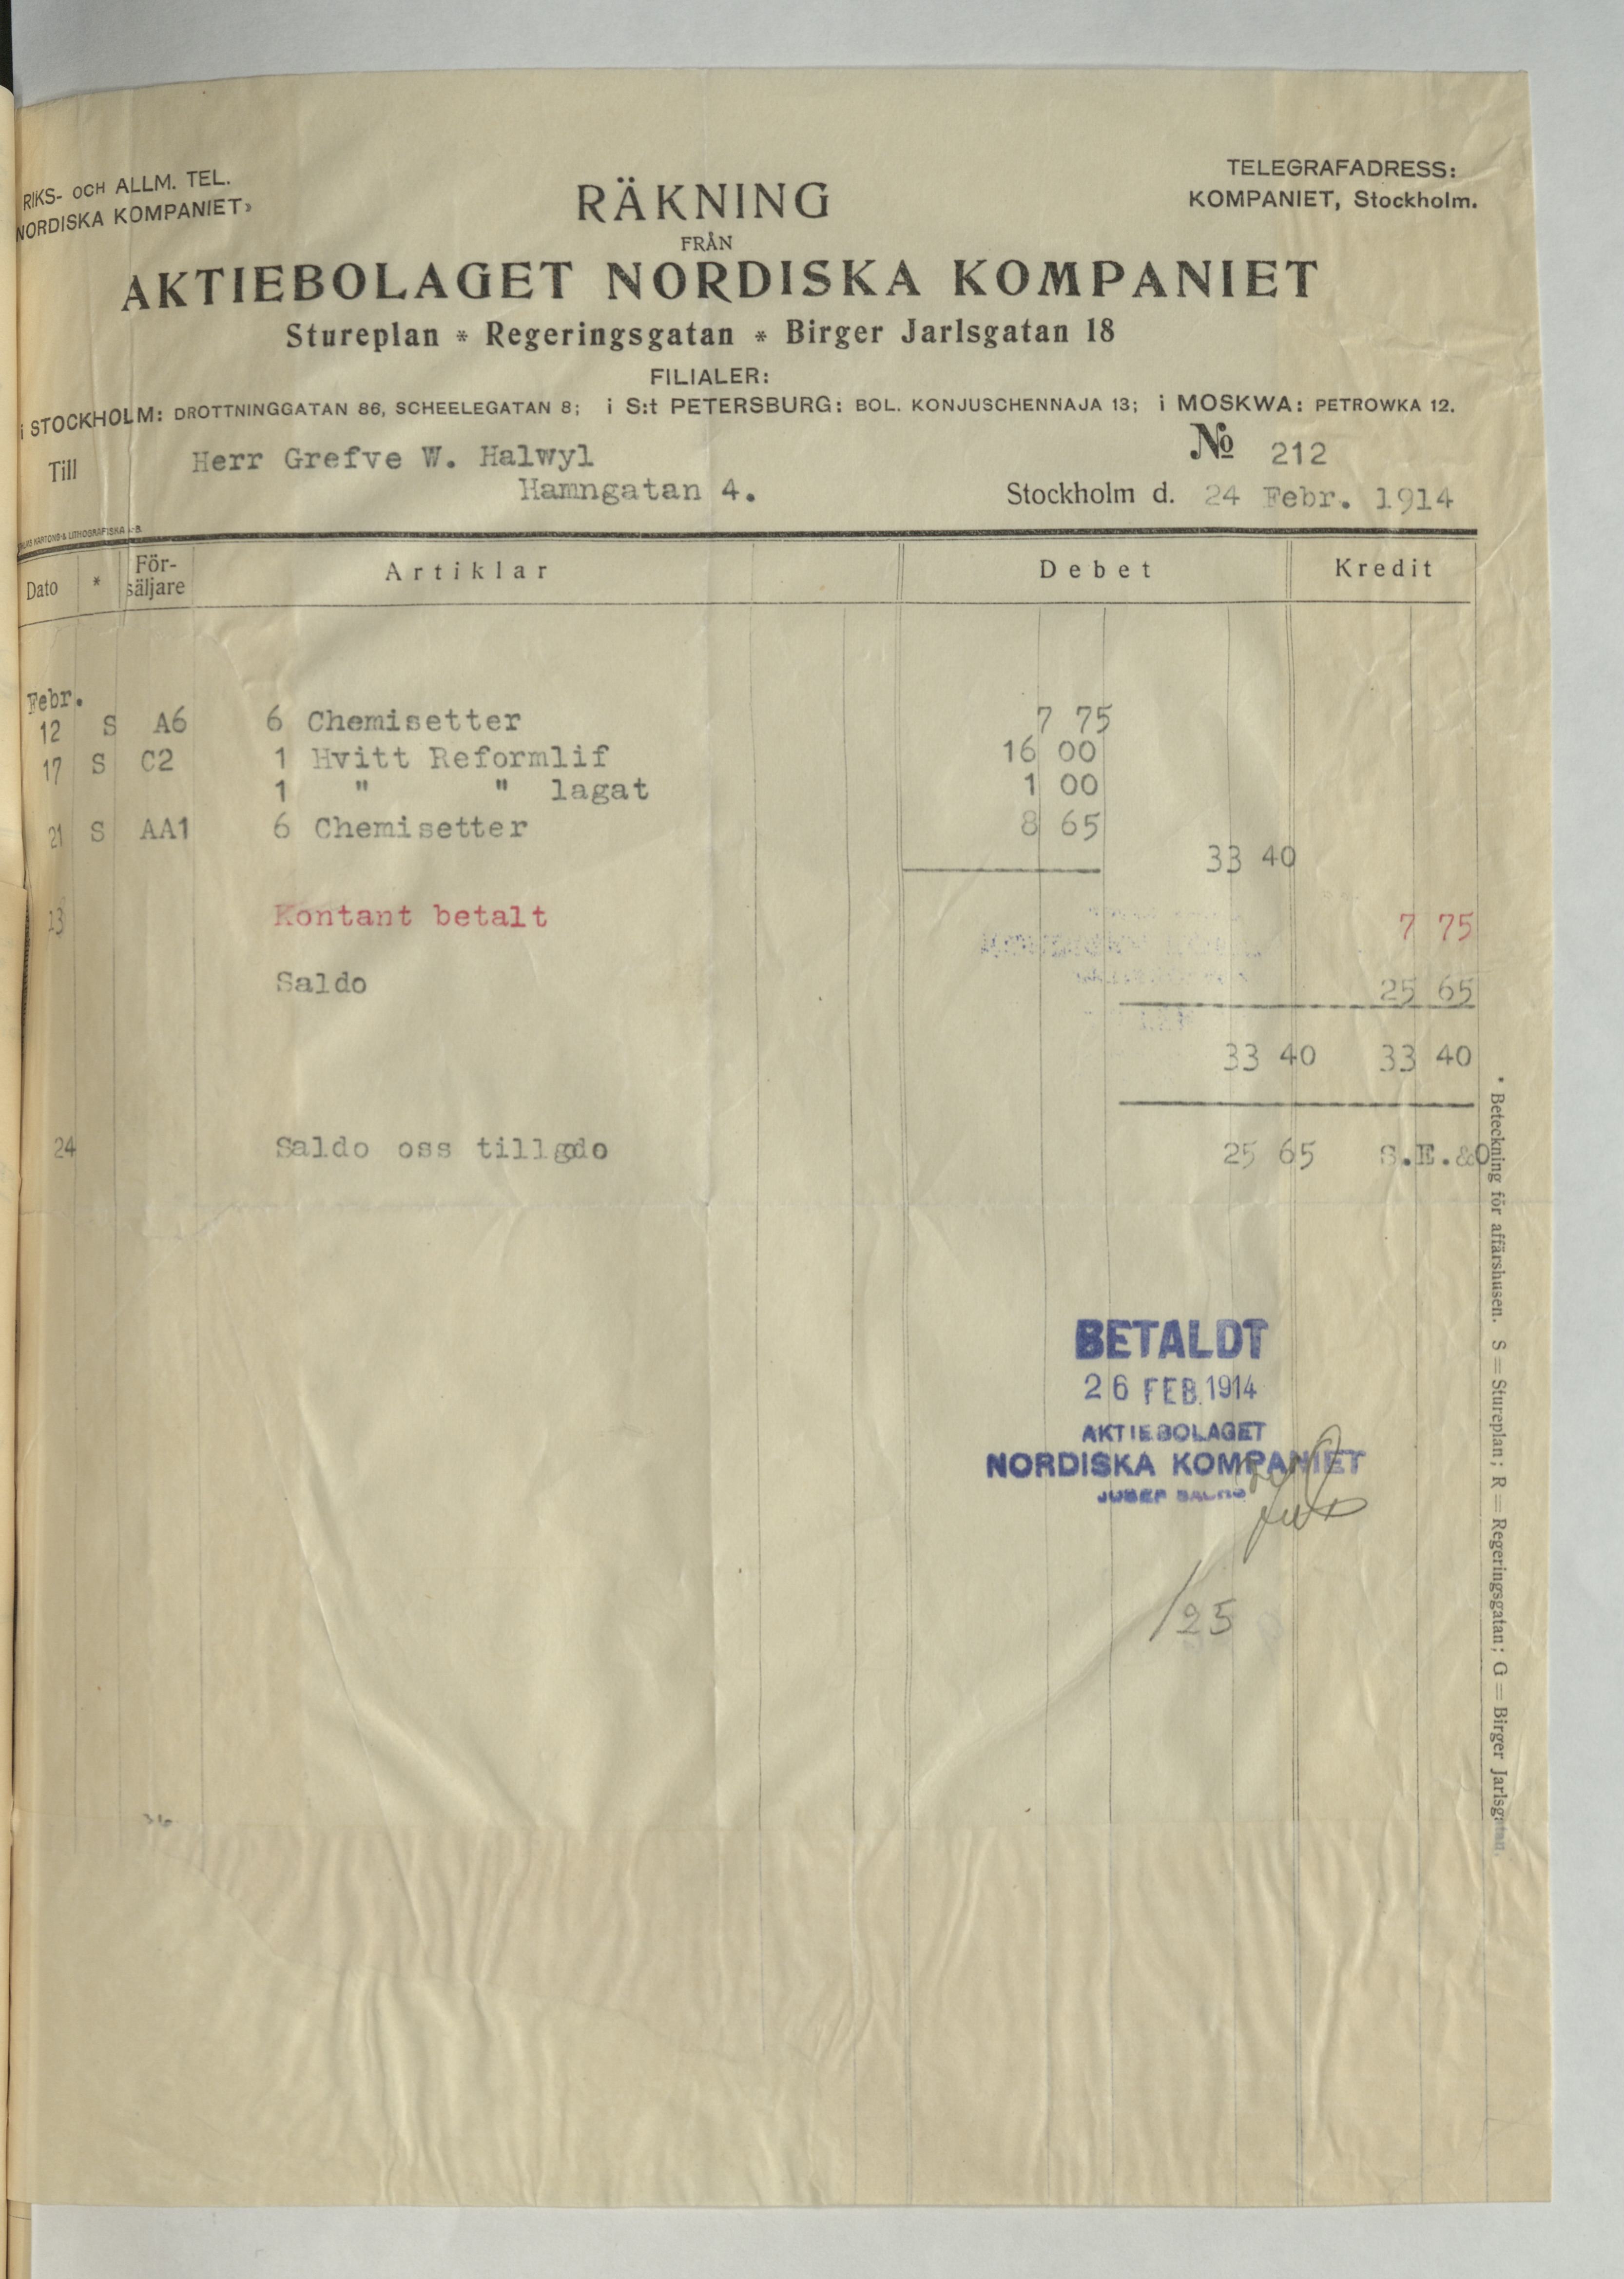 RIKS- OCH ALLM. TEL.
NORDISKA KOMPANIET»
TELEGRAFADRESS:
KOMPANIET, Stockholm.
RÄKNING
FRÅN
AKTIEBOLAGET NORDISKA KOMPANIET
Stureplan * Regeringsgatan * Birger Jarlsgatan 18
FILIALER:
i STOCKHOLM: DROTTNINGGATAN 86, SCHEELEGATAN 8; i S:t PETERSBURG: BOL. KONJUSCHENNAJA 13; i MOSKWA: PETROWKA 12.
Till Herr Grefve W. Halwyl
Hamngatan 4.
№ 212
Stockholm d. 24 Febr. 1914
KARTONG- & LITHOGRAFISKA A.-B.
Dato * För-säljare Artiklar Debet Kredit
Febr.
12 S A6 6 Chemisetter 7 75
17 S C2 1 Hvitt Reformlif 16 00
1 " " lagat 1 00
21 S AA1 6 Chemisetter 8 65
33 40
13 Kontant betalt 7 75
Saldo 25 65
33 40 33 40
24 Saldo oss tillgodo 25 65 S.E.&O
BETALDT
26 FEB. 1914
AKTIEBOLAGET
NORDISKA KOMPANIET
JOSEF SACHS
/25
* Beteckning för affärshusen. S = Stureplan; R = Regeringsgatan; G = Birger Jarlsgatan.